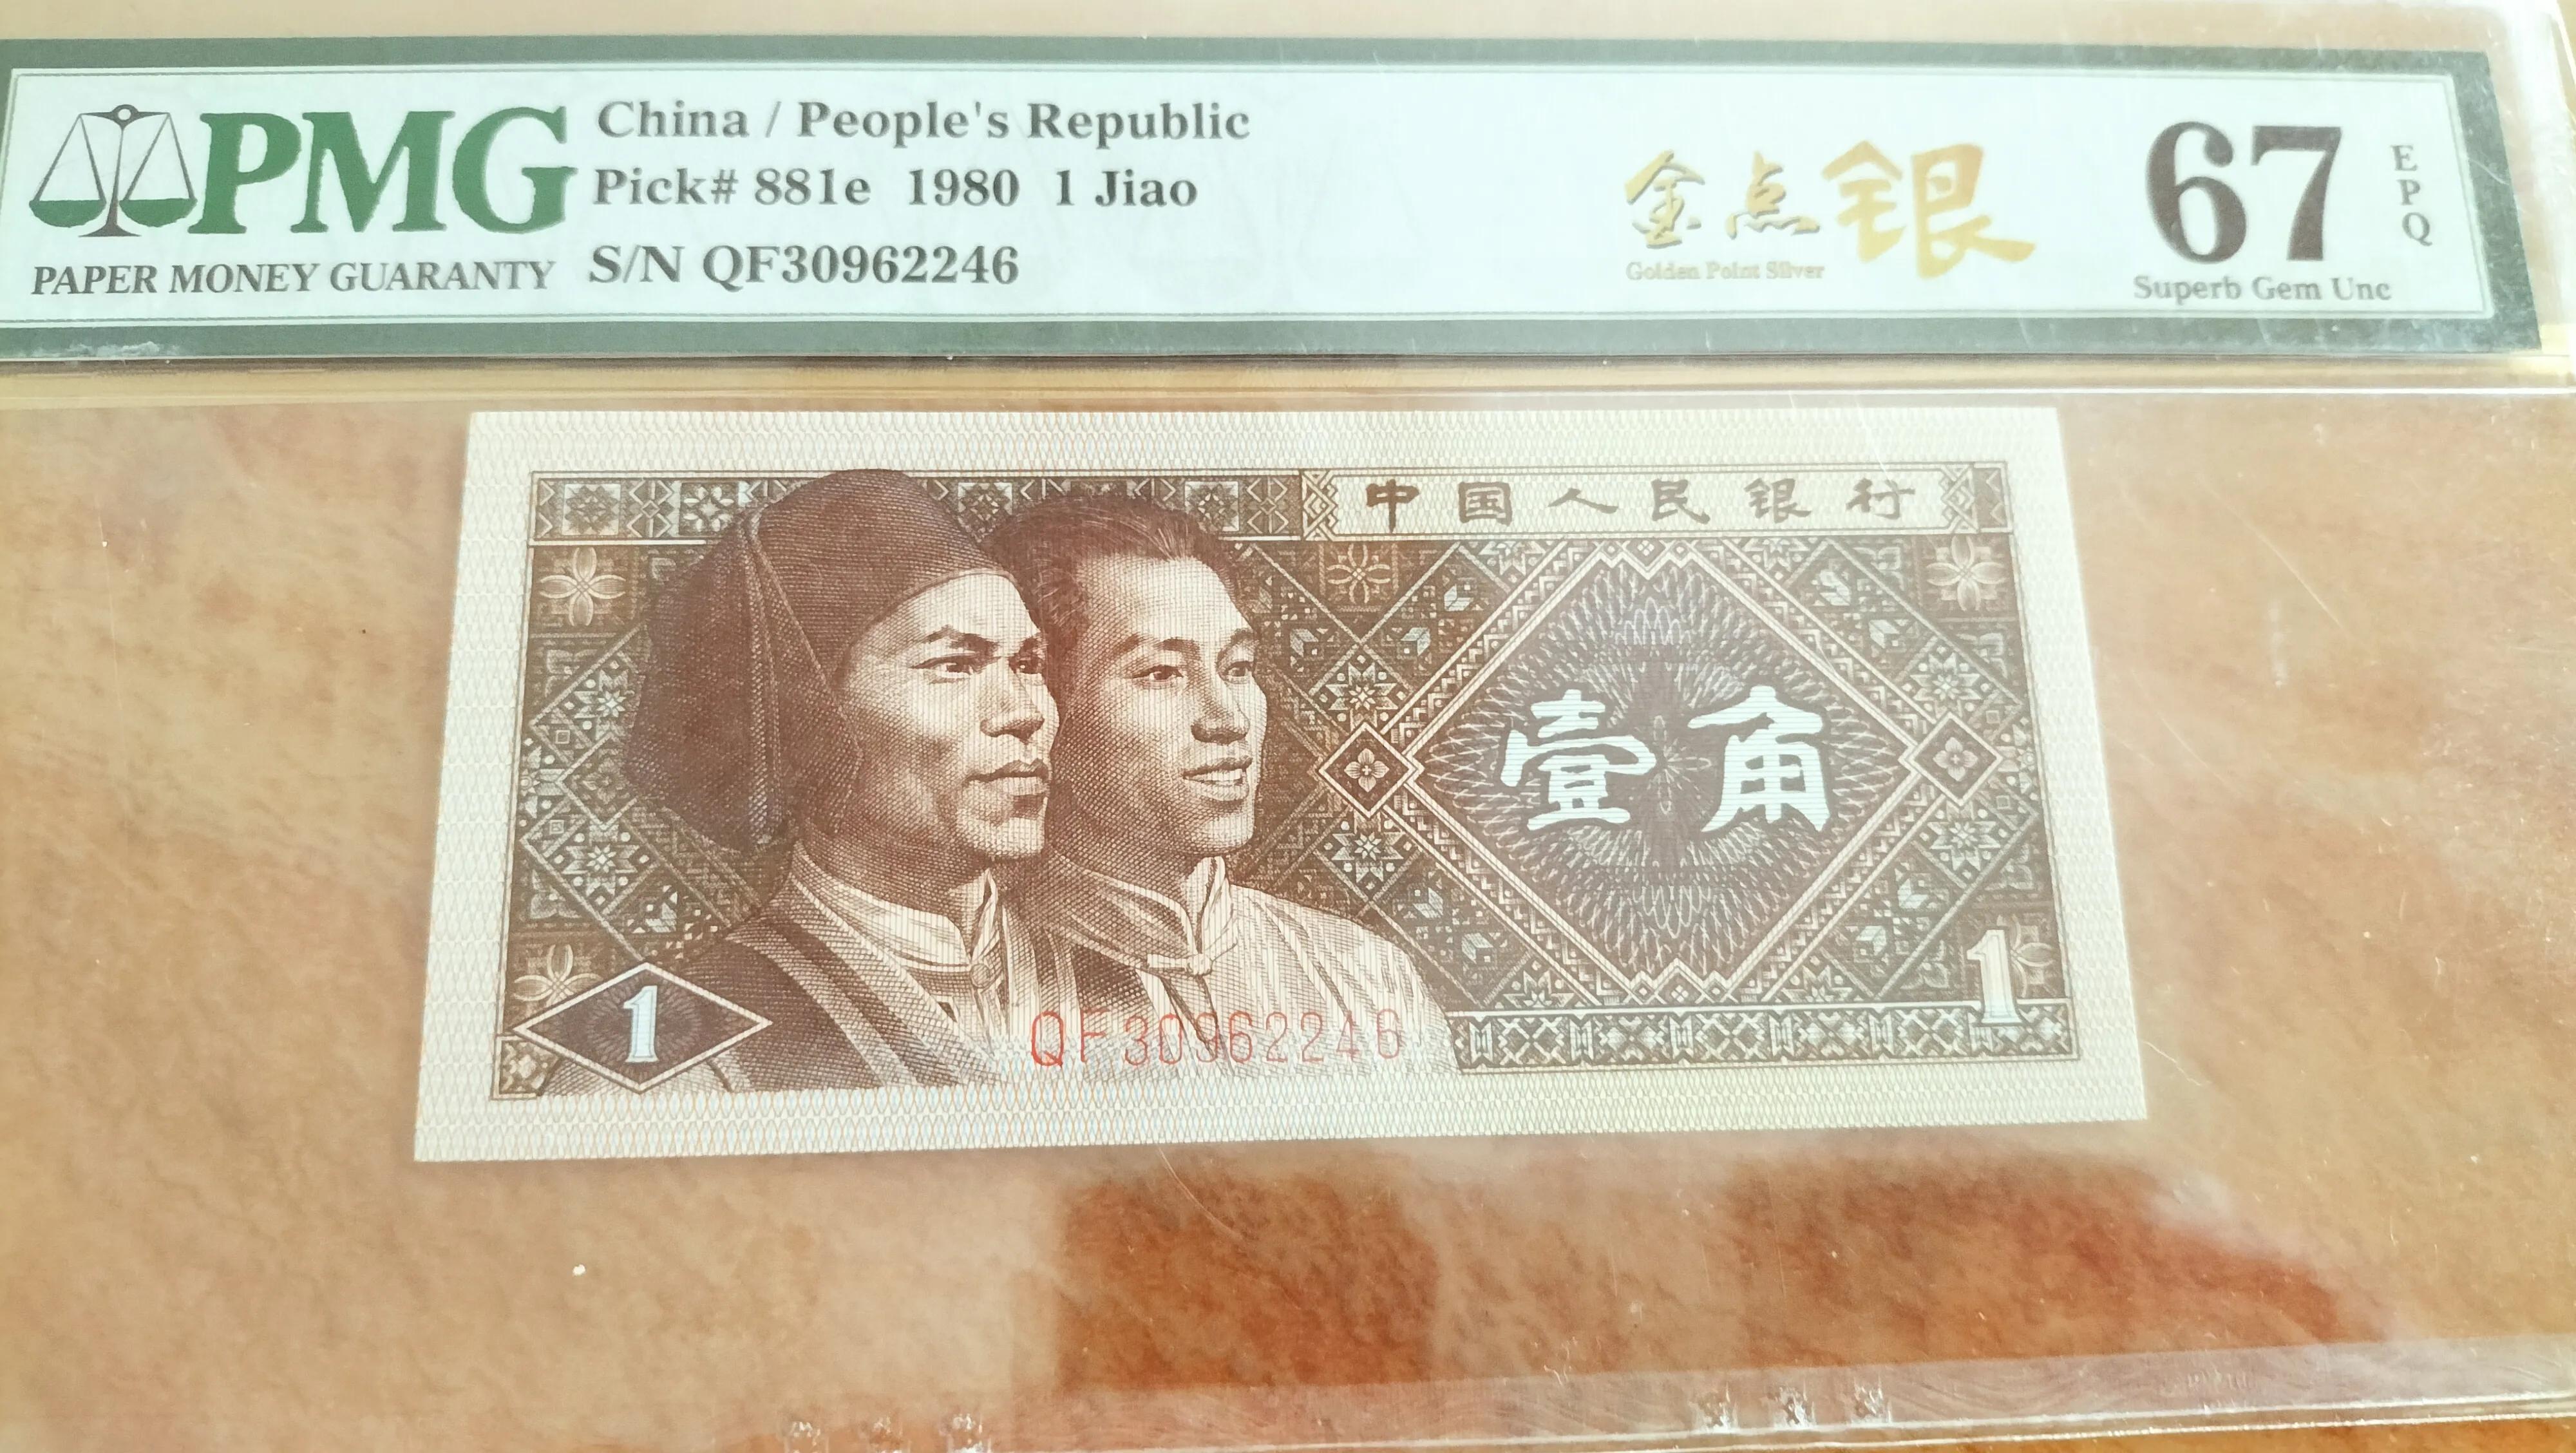 PMG
PAPER MONEY GUARANTY
China / People's Republic
Pick# 881e 1980 1 Jiao
S/N QF30962246
金点银
Golden Point Silver
67
EPQ
Superb Gem Unc
中国人民银行
壹角
1
1
QF30962246